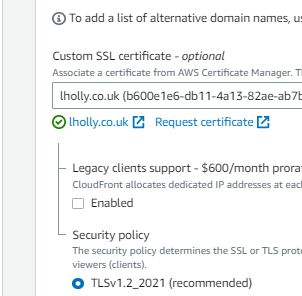 To add a list of alternative domain names,
Custom SSL certificate - optional
Associate a certificate from AWS Certificate Manager.
lholly.co.uk (b600e1e6-db11-4a13-82ae-ab7b
lholly.co.uk Request certificate
Legacy clients support - $600/month prorat
CloudFront allocates dedicated IP addresses at each
Enabled
Security policy
The security policy determines the SSL or TLS proto
viewers (clients).
TLSv1.2_2021 (recommended)